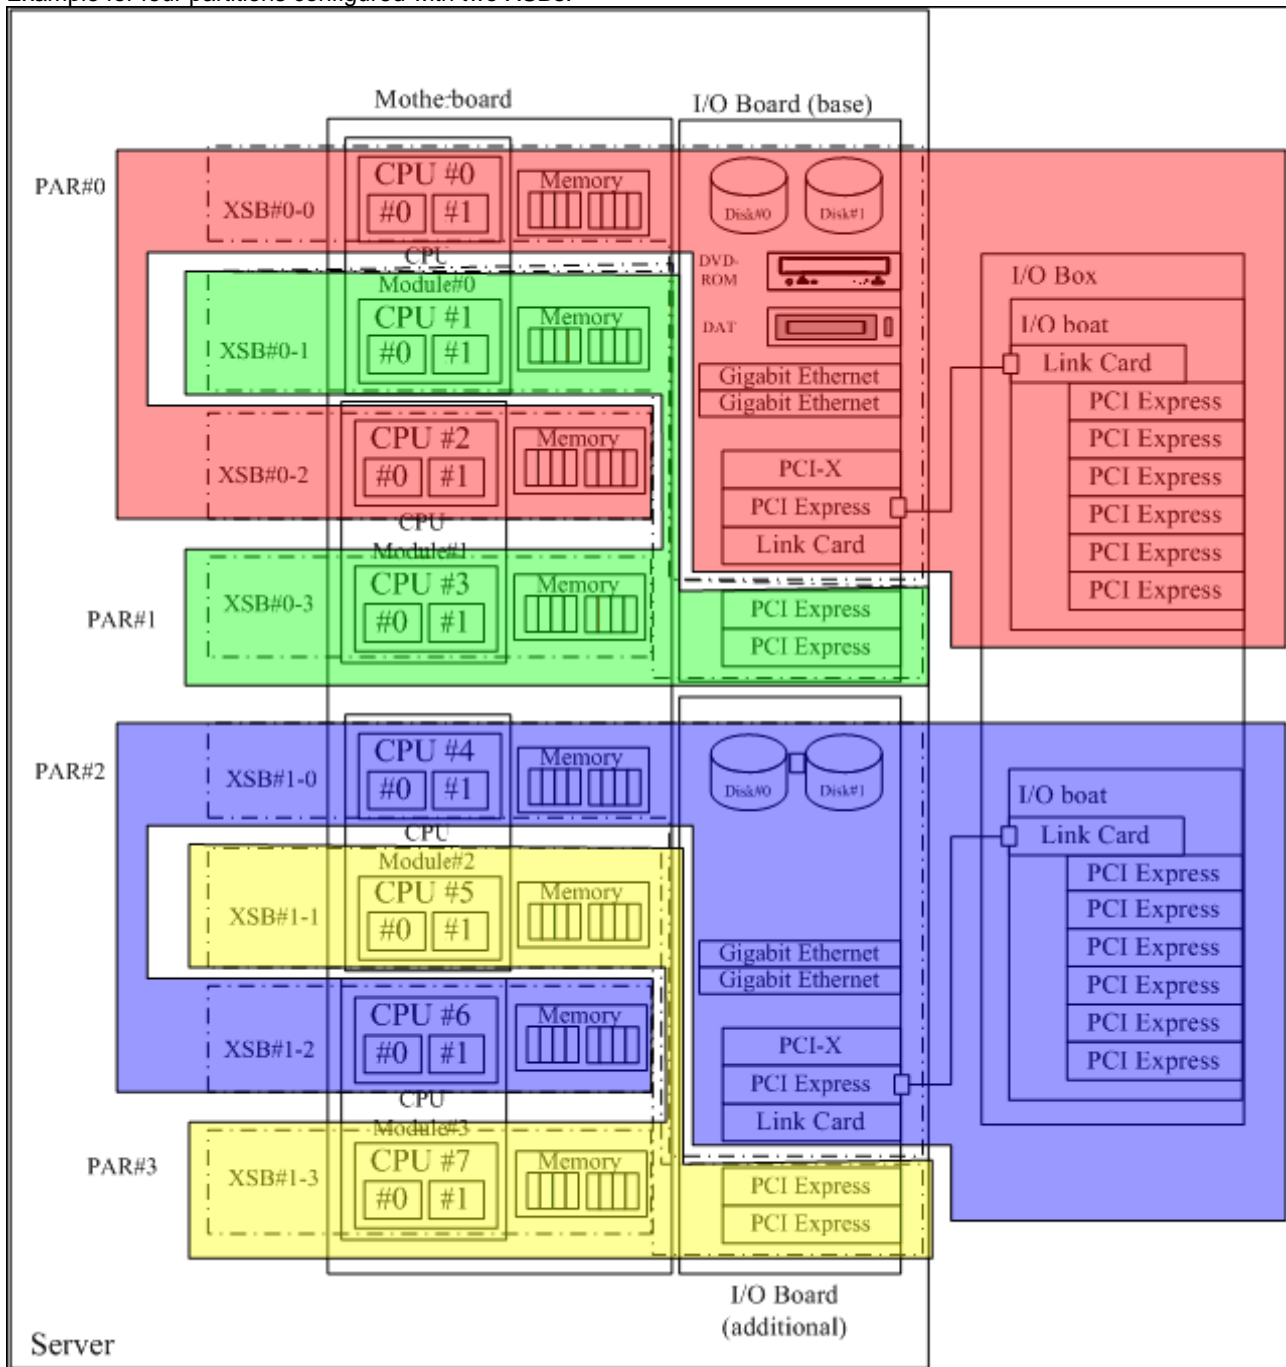 Example for four partitions configured with two XSBs.
Motherboard
I/O Board (base)
PAR#0
XSB#0-0
CPU #0
#0 #1
Memory
Disk#0
Disk#1
CPU
Module#0
DVD-
ROM
DAT
XSB#0-1
CPU #1
#0 #1
Memory
Gigabit Ethernet
Gigabit Ethernet
XSB#0-2
CPU #2
#0 #1
Memory
PCI-X
PCI Express
Link Card
CPU
Module#1
PAR#1
XSB#0-3
CPU #3
#0 #1
Memory
PCI Express
PCI Express
I/O Box
I/O boat
Link Card
PCI Express
PCI Express
PCI Express
PCI Express
PCI Express
PCI Express
PAR#2
XSB#1-0
CPU #4
#0 #1
Memory
Disk#0
Disk#1
CPU
Module#2
XSB#1-1
CPU #5
#0 #1
Memory
Gigabit Ethernet
Gigabit Ethernet
XSB#1-2
CPU #6
#0 #1
Memory
PCI-X
PCI Express
Link Card
CPU
Module#3
PAR#3
XSB#1-3
CPU #7
#0 #1
Memory
PCI Express
PCI Express
I/O boat
Link Card
PCI Express
PCI Express
PCI Express
PCI Express
PCI Express
PCI Express
I/O Board
(additional)
Server